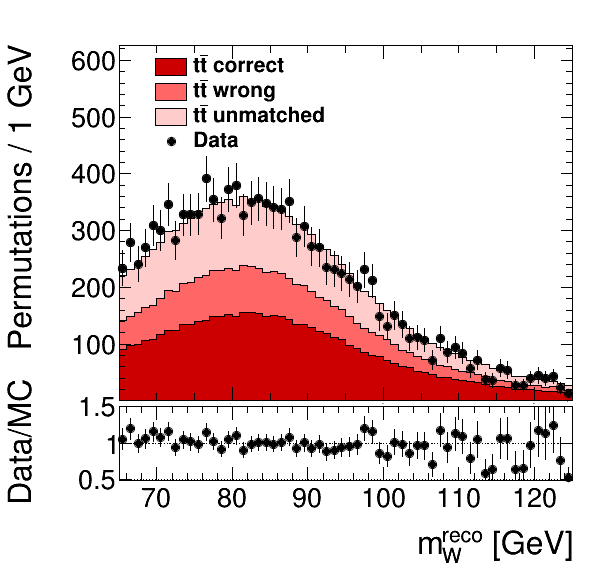 Permutations / 1 GeV
600
500
400
300
200
100
tt̄ correct
tt̄ wrong
tt̄ unmatched
Data
Data/MC
1.5
1
0.5
70 80 90 100 110 120
m_W^reco [GeV]